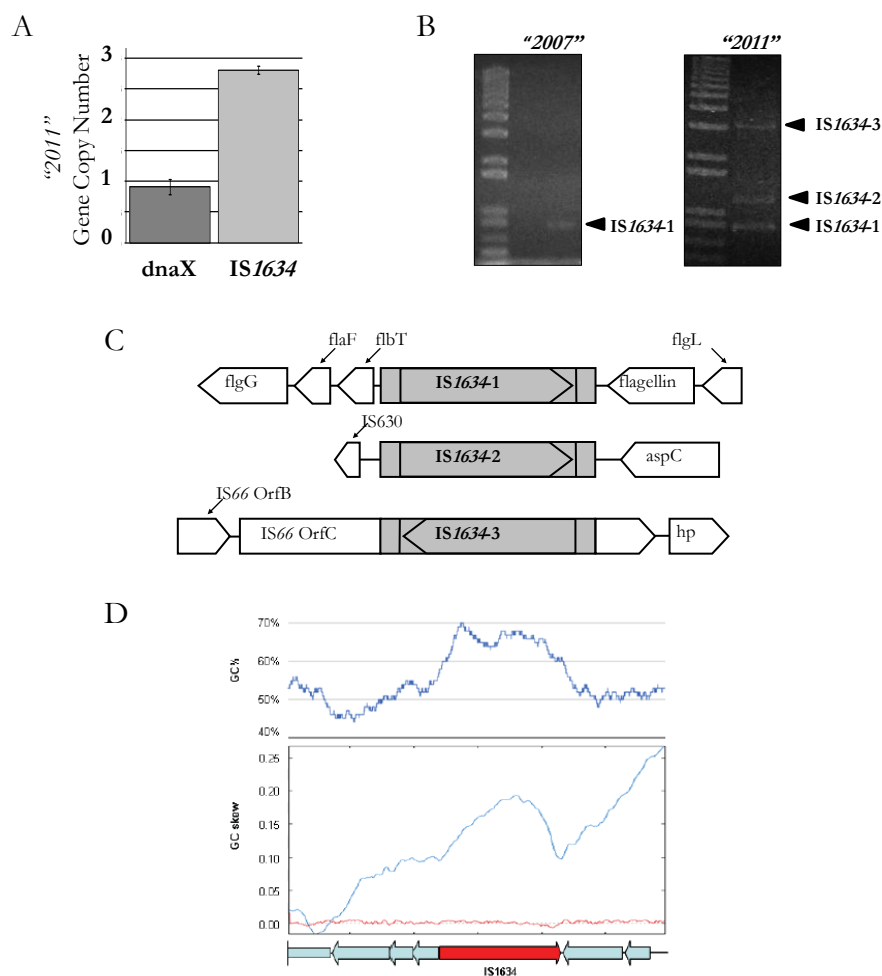 A
"2011"
Gene Copy Number
3
2
1
0
dnaX
IS1634
B
"2007"
"2011"
IS1634-1
IS1634-3
IS1634-2
IS1634-1
C
flaF
flbT
flgL
flgG
IS1634-1
flagellin
IS630
IS1634-2
aspC
IS66 OrfB
IS66 OrfC
IS1634-3
hp
D
70%
60%
50%
40%
GC%
0.25
0.20
0.15
0.10
0.05
0.00
GC skew
IS1634